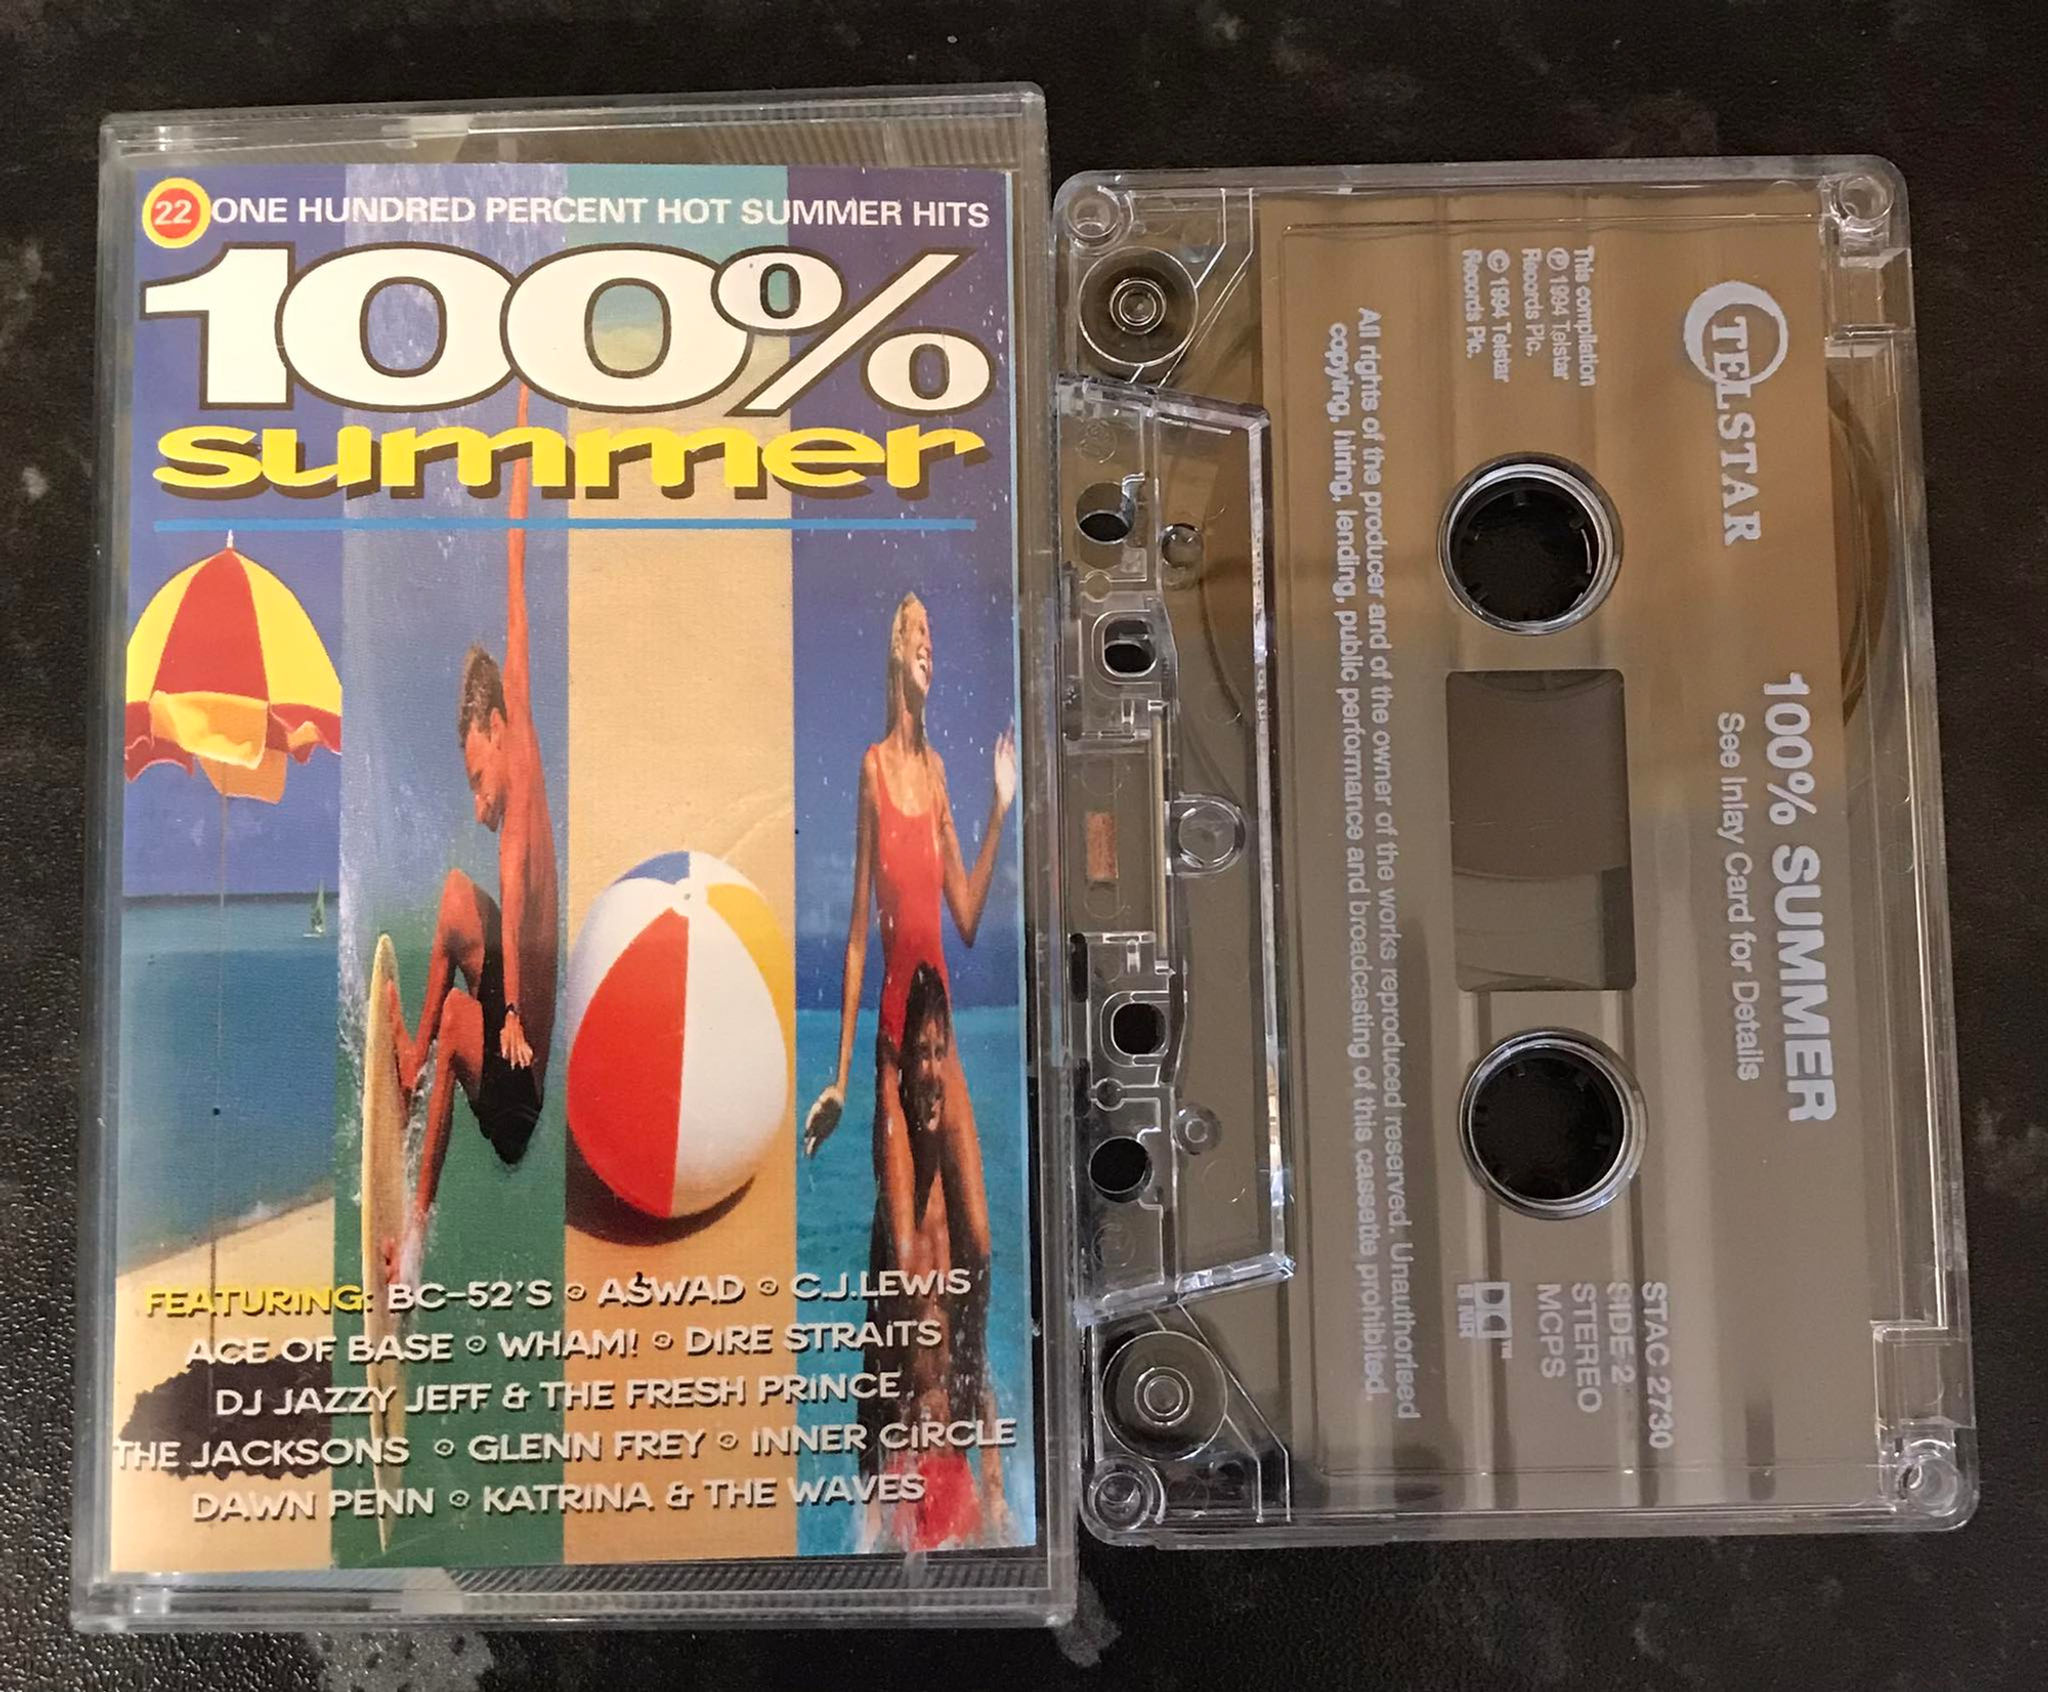 22 ONE HUNDRED PERCENT HOT SUMMER HITS
100%
summer
FEATURING: BC-52'S ASWAD C.J.LEWIS
ACE OF BASE WHAM! DIRE STRAITS
DJ JAZZY JEFF & THE FRESH PRINCE
THE JACKSONS GLENN FREY INNER CIRCLE
DAWN PENN KATRINA & THE WAVES
TELSTAR
100% SUMMER
See Inlay Card for Details
This compilation
℗ 1994 Telstar
Records Plc.
© 1994 Telstar
Records Plc.
STAC 2730
SIDE 2
STEREO
MCPS
B NR
All rights of the producer and of the owner of the works reproduced reserved. Unauthorised
copying, hiring, lending, public performance and broadcasting of this cassette prohibited.